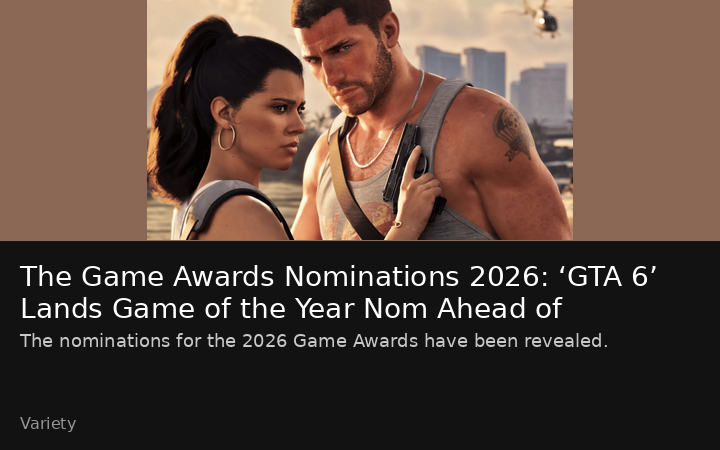 The Game Awards Nominations 2026: ‘GTA 6’
Lands Game of the Year Nom Ahead of
The nominations for the 2026 Game Awards have been revealed.
Variety